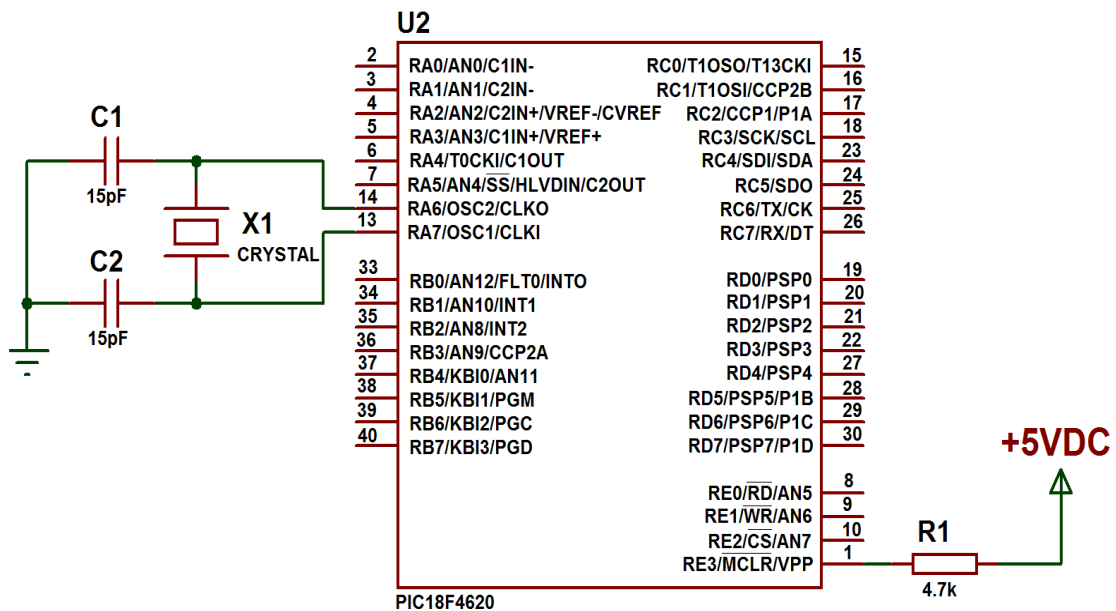 U2
2 RA0/AN0/C1IN-
3 RA1/AN1/C2IN-
4 RA2/AN2/C2IN+/VREF-/CVREF
5 RA3/AN3/C1IN+/VREF+
6 RA4/T0CKI/C1OUT
7 RA5/AN4/SS/HLVDIN/C2OUT
14 RA6/OSC2/CLKO
13 RA7/OSC1/CLKI
33 RB0/AN12/FLT0/INTO
34 RB1/AN10/INT1
35 RB2/AN8/INT2
36 RB3/AN9/CCP2A
37 RB4/KBI0/AN11
38 RB5/KBI1/PGM
39 RB6/KBI2/PGC
40 RB7/KBI3/PGD
RC0/T1OSO/T13CKI 15
RC1/T1OSI/CCP2B 16
RC2/CCP1/P1A 17
RC3/SCK/SCL 18
RC4/SDI/SDA 23
RC5/SDO 24
RC6/TX/CK 25
RC7/RX/DT 26
RD0/PSP0 19
RD1/PSP1 20
RD2/PSP2 21
RD3/PSP3 22
RD4/PSP4 27
RD5/PSP5/P1B 28
RD6/PSP6/P1C 29
RD7/PSP7/P1D 30
RE0/RD/AN5 8
RE1/WR/AN6 9
RE2/CS/AN7 10
RE3/MCLR/VPP 1
PIC18F4620
C1
15pF
X1
CRYSTAL
C2
15pF
+5VDC
R1
4.7k